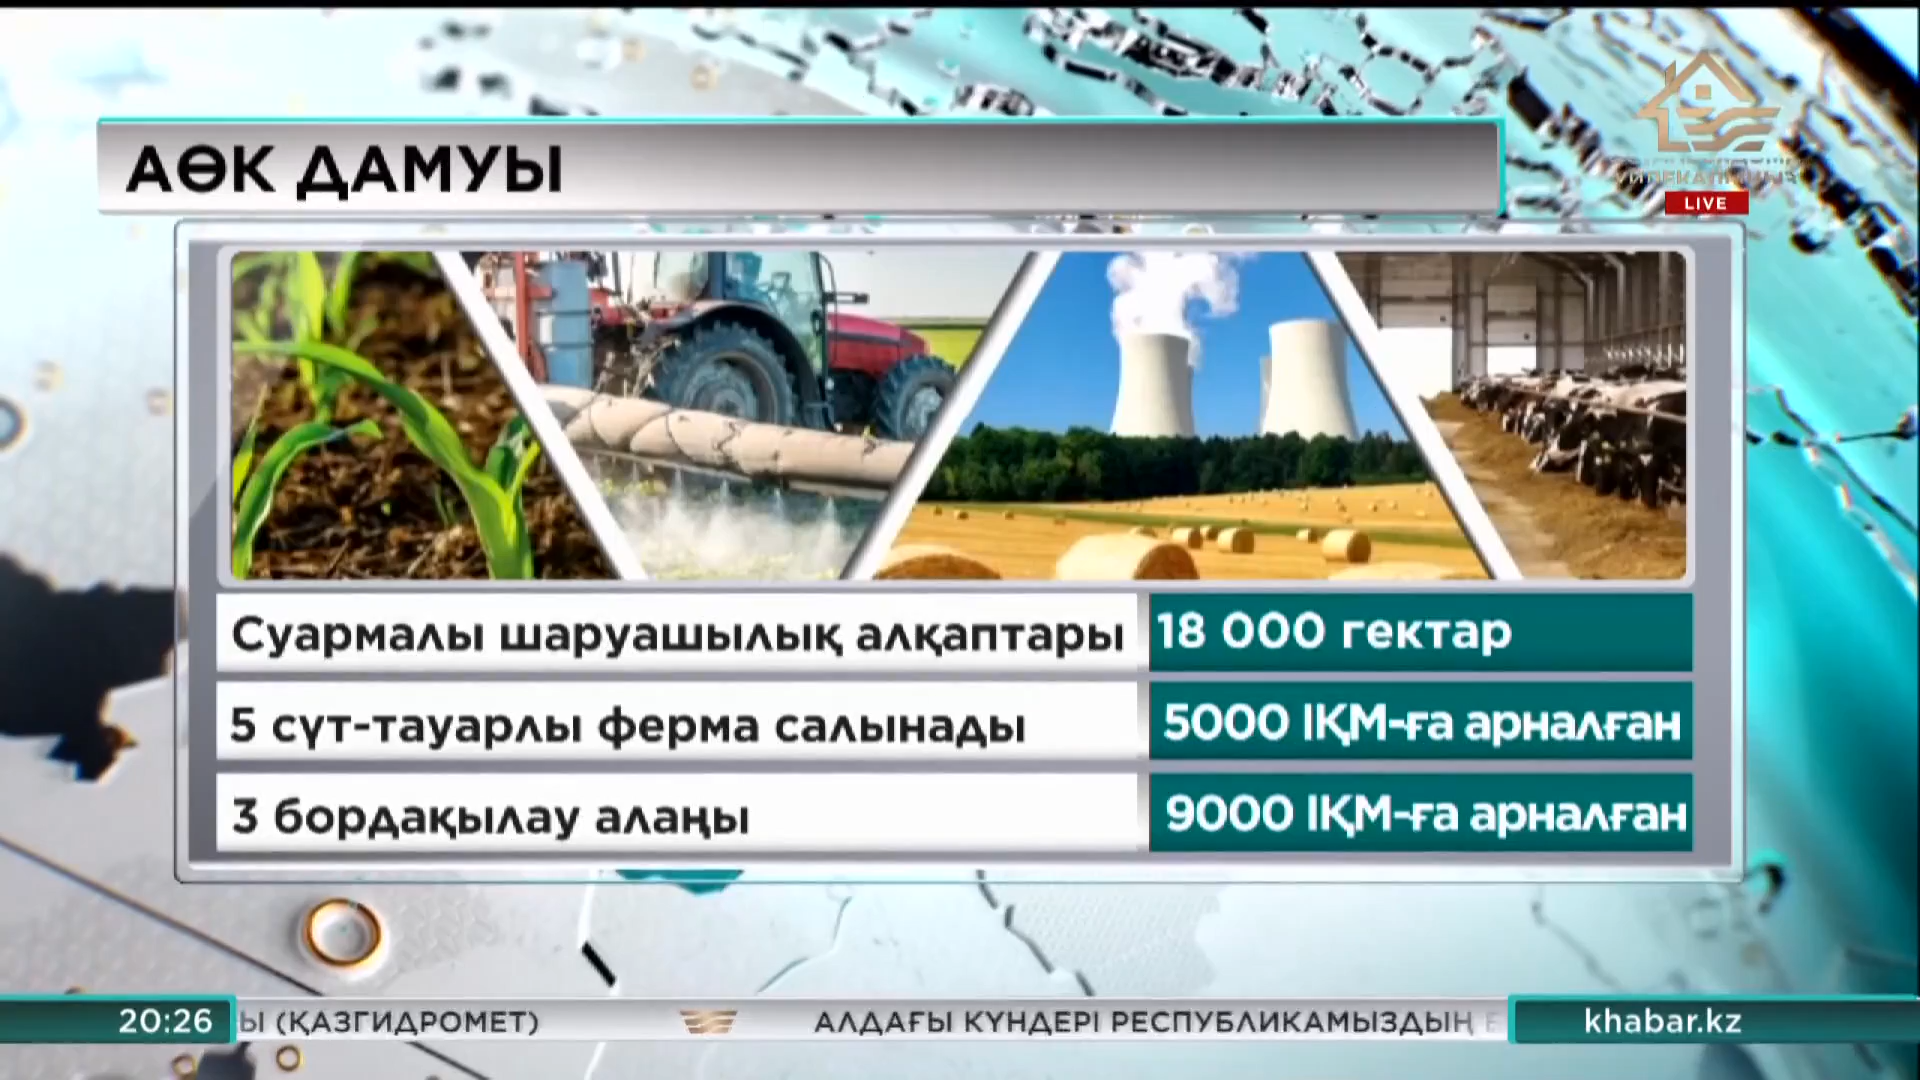 АӨК ДАМУЫ
LIVE
Суармалы шаруашылық алқаптары 18 000 гектар
5 сүт-тауарлы ферма салынады 5000 ІҚМ-ға арналған
3 бордақылау алаңы 9000 ІҚМ-ға арналған
20:26 Ы (ҚАЗГИДРОМЕТ) АЛДАҒЫ КҮНДЕРІ РЕСПУБЛИКАМЫЗДЫҢ khabar.kz